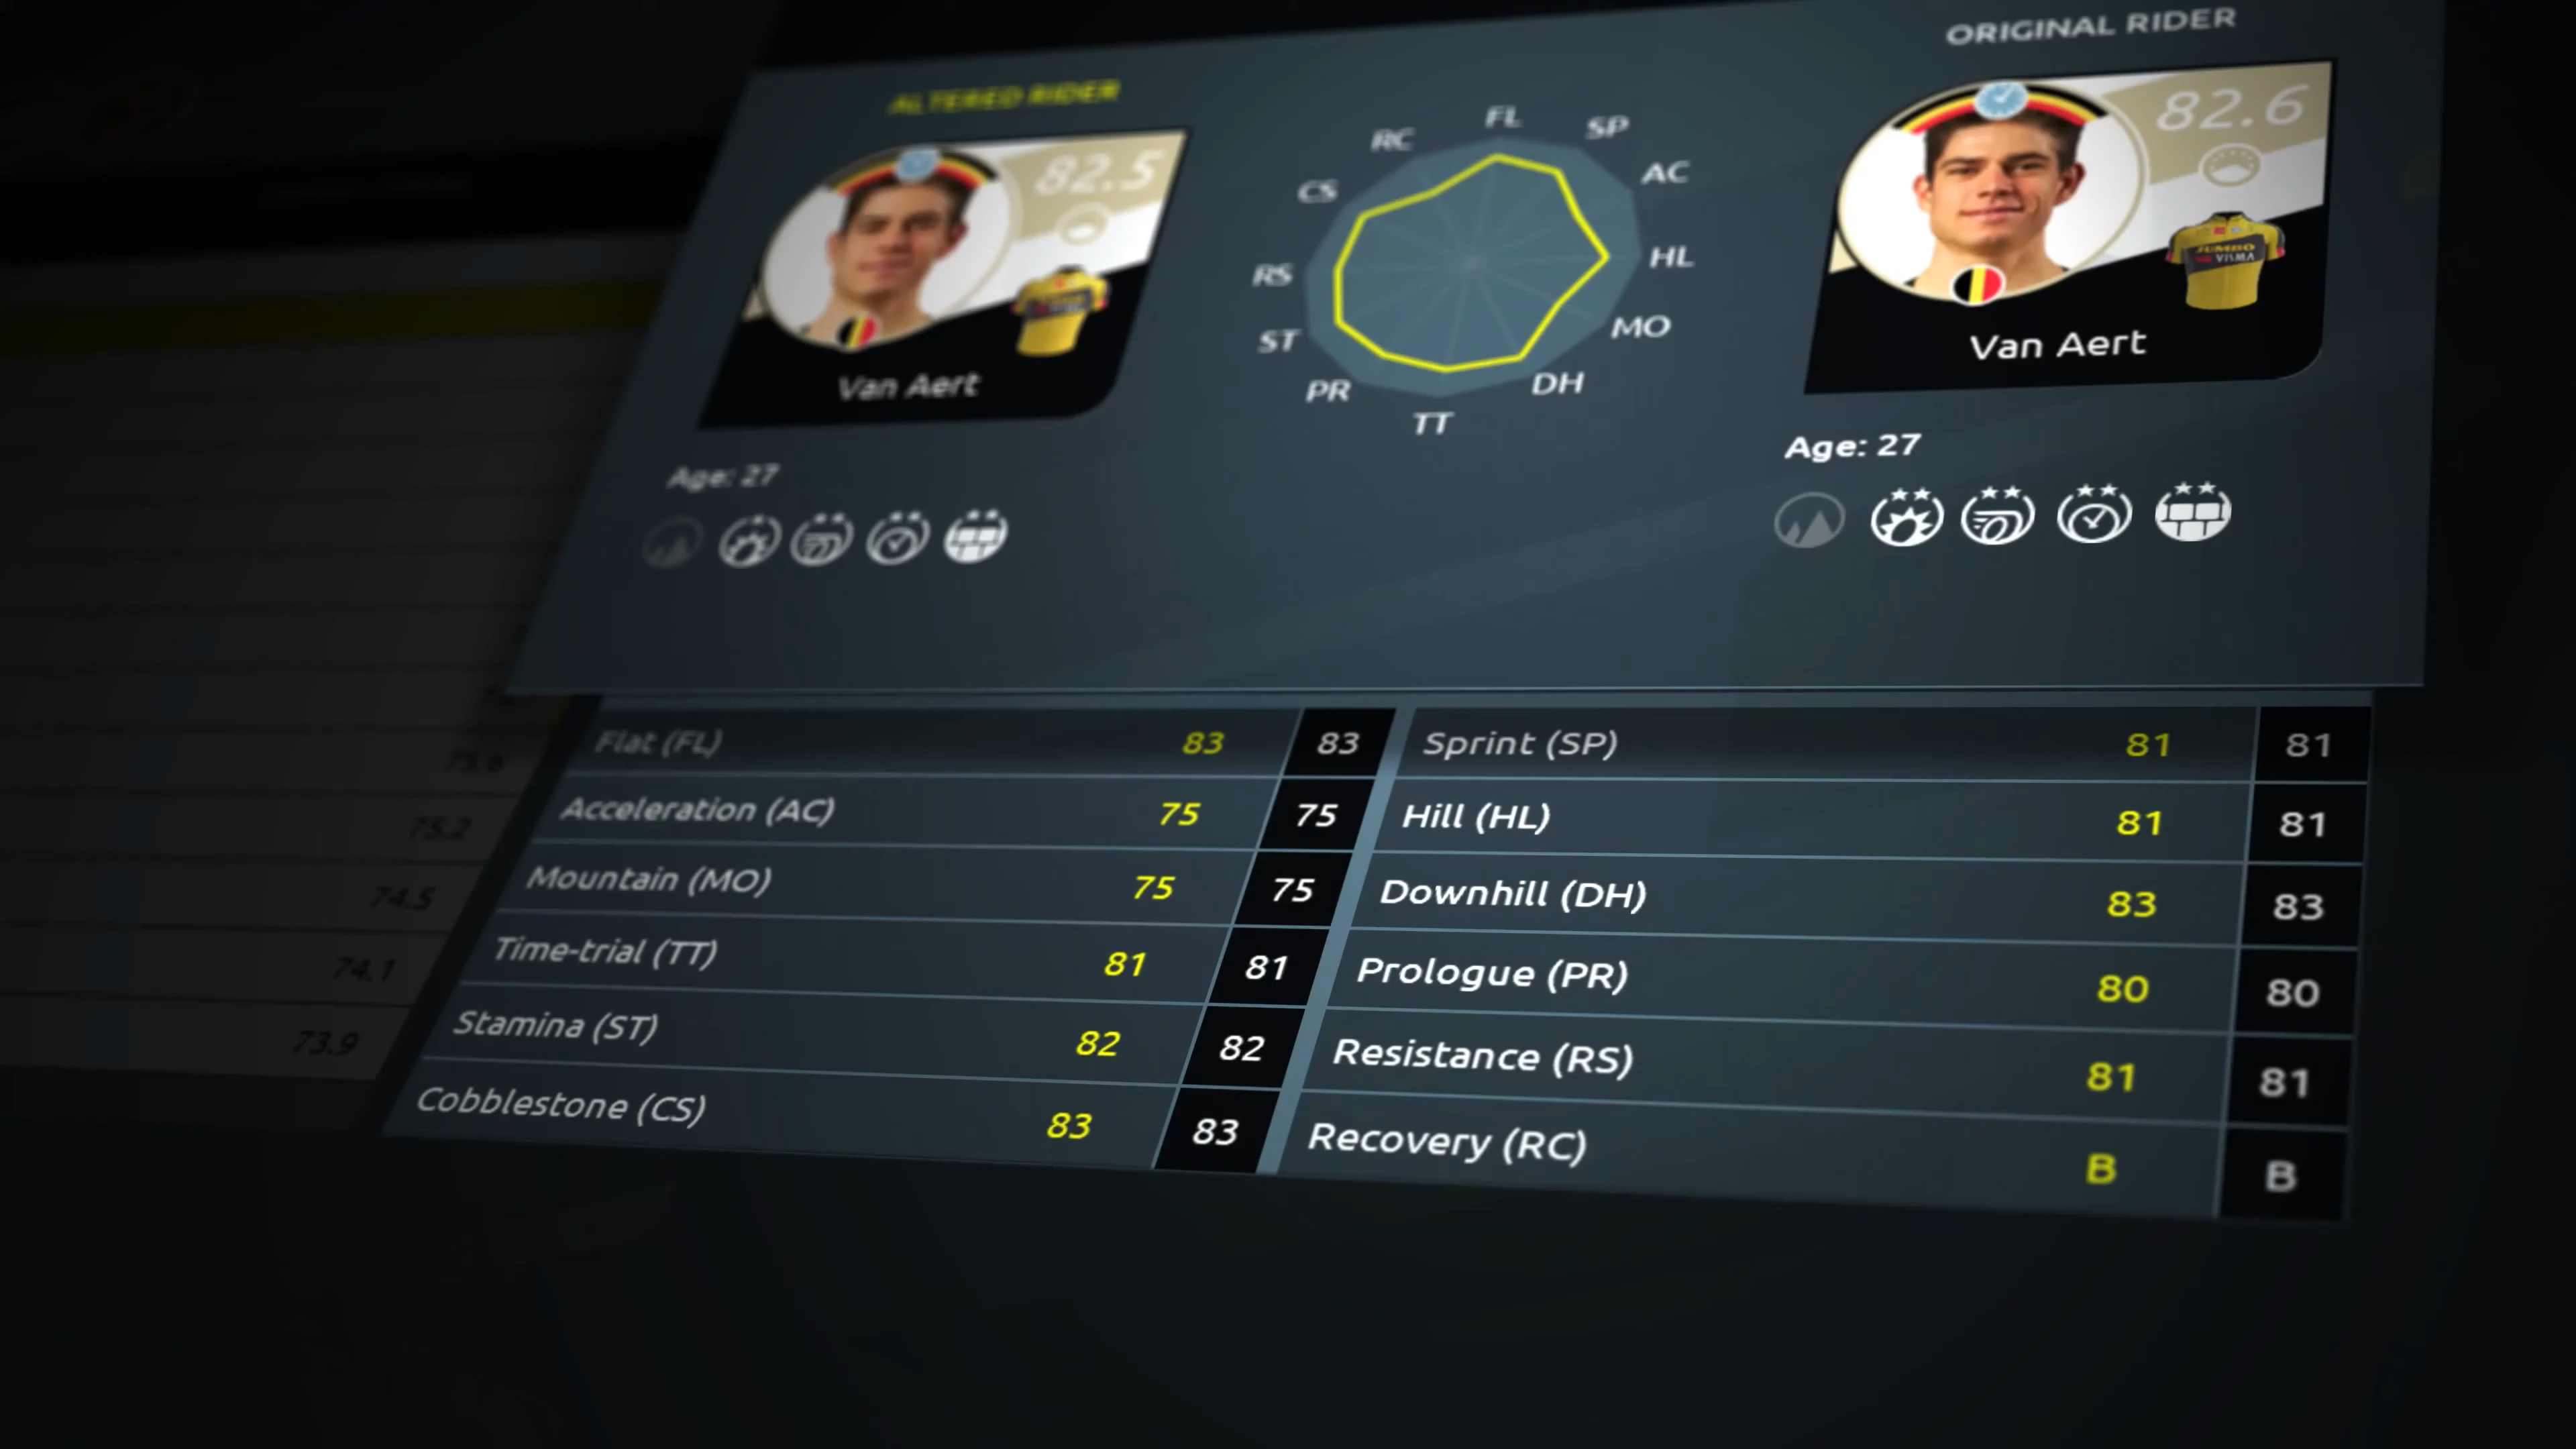 ORIGINAL RIDER
ALTERED RIDER
82.5
Van Aert
Age: 27
FL
SP
AC
HL
MO
DH
TT
PR
ST
RS
CS
RC
82.6
JUMBO
VISMA
Van Aert
Age: 27
Flat (FL) 83 83 Sprint (SP) 81 81
Acceleration (AC) 75 75 Hill (HL) 81 81
Mountain (MO) 75 75 Downhill (DH) 83 83
Time-trial (TT) 81 81 Prologue (PR) 80 80
Stamina (ST) 82 82 Resistance (RS) 81 81
Cobblestone (CS) 83 83 Recovery (RC) B B
75.6
75.2
74.5
74.1
73.9